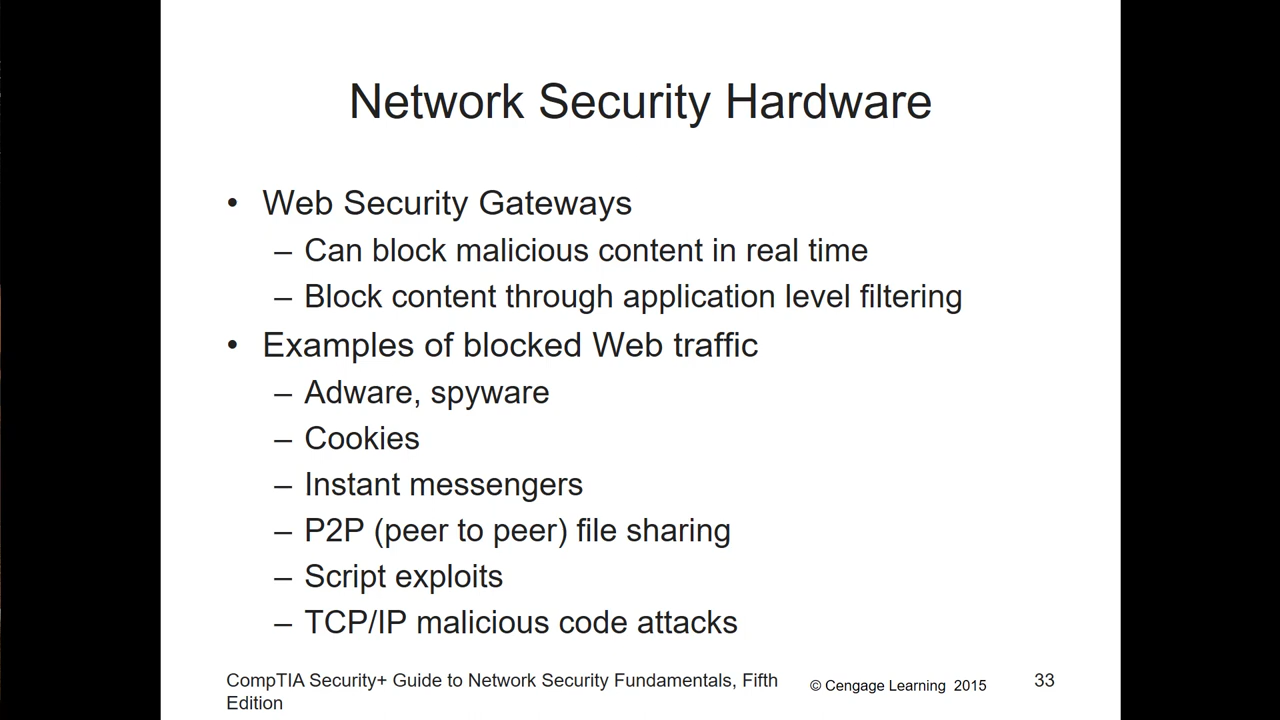 Network Security Hardware
• Web Security Gateways
– Can block malicious content in real time
– Block content through application level filtering
• Examples of blocked Web traffic
– Adware, spyware
– Cookies
– Instant messengers
– P2P (peer to peer) file sharing
– Script exploits
– TCP/IP malicious code attacks
CompTIA Security+ Guide to Network Security Fundamentals, Fifth
Edition
© Cengage Learning 2015
33